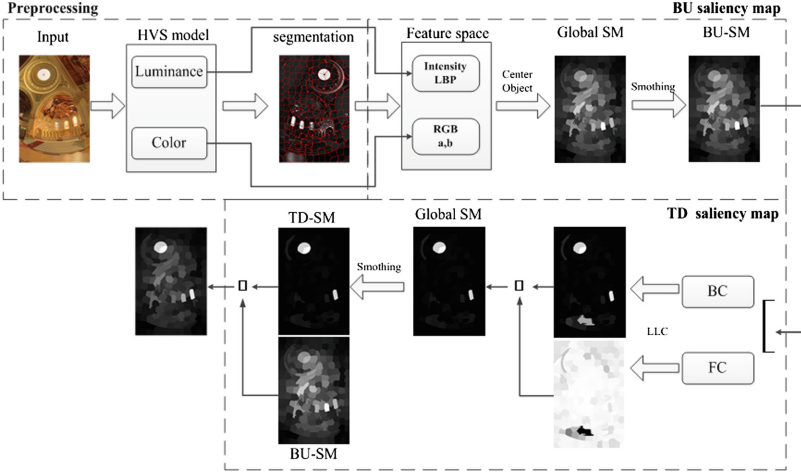 Preprocessing
BU saliency map
Input
HVS model
segmentation
Feature space
Global SM
BU-SM
Luminance
Color
Intensity
LBP
RGB
a,b
Center
Object
Smothing
TD saliency map
TD-SM
Global SM
Smothing
BC
LLC
FC
BU-SM